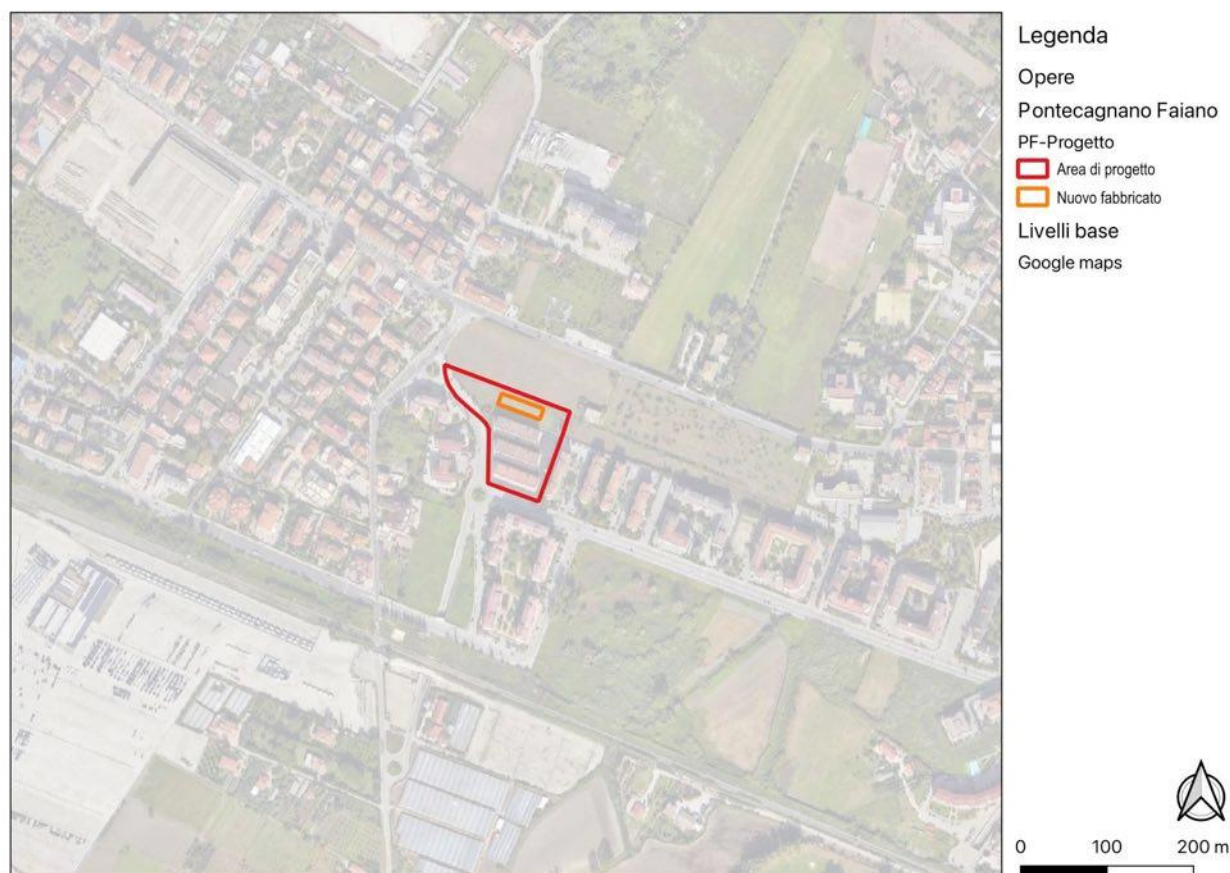 Legenda
Opere
Pontecagnano Faiano
PF-Progetto
Area di progetto
Nuovo fabbricato
Livelli base
Google maps
0 100 200 m